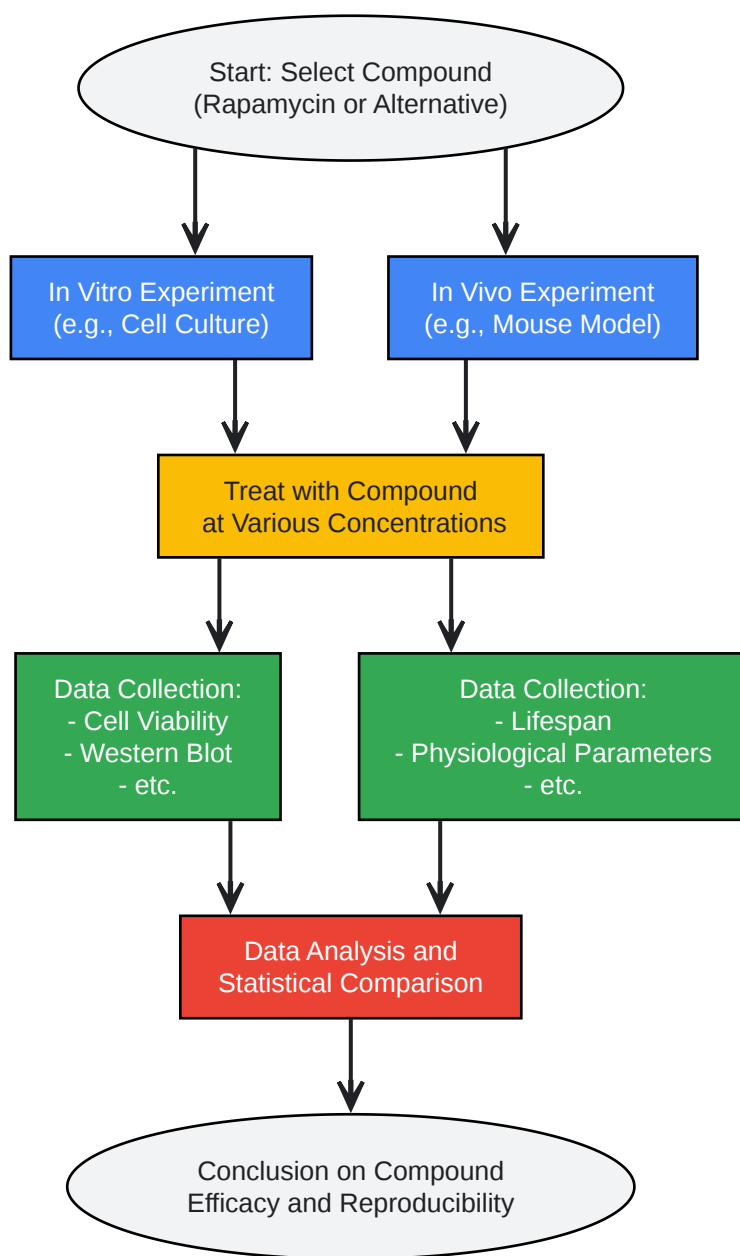 Start: Select Compound
(Rapamycin or Alternative)
In Vitro Experiment
(e.g., Cell Culture)
In Vivo Experiment
(e.g., Mouse Model)
Treat with Compound
at Various Concentrations
Data Collection:
- Cell Viability
- Western Blot
- etc.
Data Collection:
- Lifespan
- Physiological Parameters
- etc.
Data Analysis and
Statistical Comparison
Conclusion on Compound
Efficacy and Reproducibility